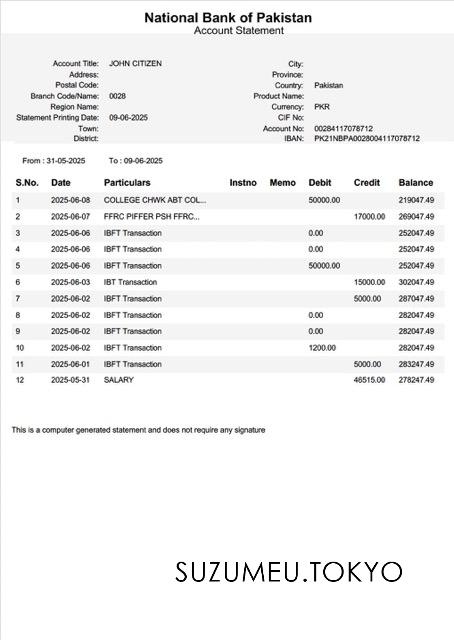 National Bank of Pakistan
Account Statement
Account Title: JOHN CITIZEN City:
Address: Province:
Postal Code: Country: Pakistan
Branch Code/Name: 0028 Product Name:
Region Name: Currency: PKR
Statement Printing Date: 09-06-2025 CIF No:
Town: Account No: 00284117078712
District: IBAN: PK21NBPA0028004117078712
From : 31-05-2025 To : 09-06-2025
S.No. Date Particulars Instno Memo Debit Credit Balance
1 2025-06-08 COLLEGE CHWK ABT COL... 50000.00 219047.49
2 2025-06-07 FFRC PIFFER PSH FFRC... 17000.00 269047.49
3 2025-06-06 IBFT Transaction 0.00 252047.49
4 2025-06-06 IBFT Transaction 0.00 252047.49
5 2025-06-06 IBFT Transaction 50000.00 252047.49
6 2025-06-03 IBT Transaction 15000.00 302047.49
7 2025-06-02 IBFT Transaction 5000.00 287047.49
8 2025-06-02 IBFT Transaction 0.00 282047.49
9 2025-06-02 IBFT Transaction 0.00 282047.49
10 2025-06-02 IBFT Transaction 1200.00 282047.49
11 2025-06-01 IBFT Transaction 5000.00 283247.49
12 2025-05-31 SALARY 46515.00 278247.49
This is a computer generated statement and does not require any signature
SUZUMEU.TOKYO